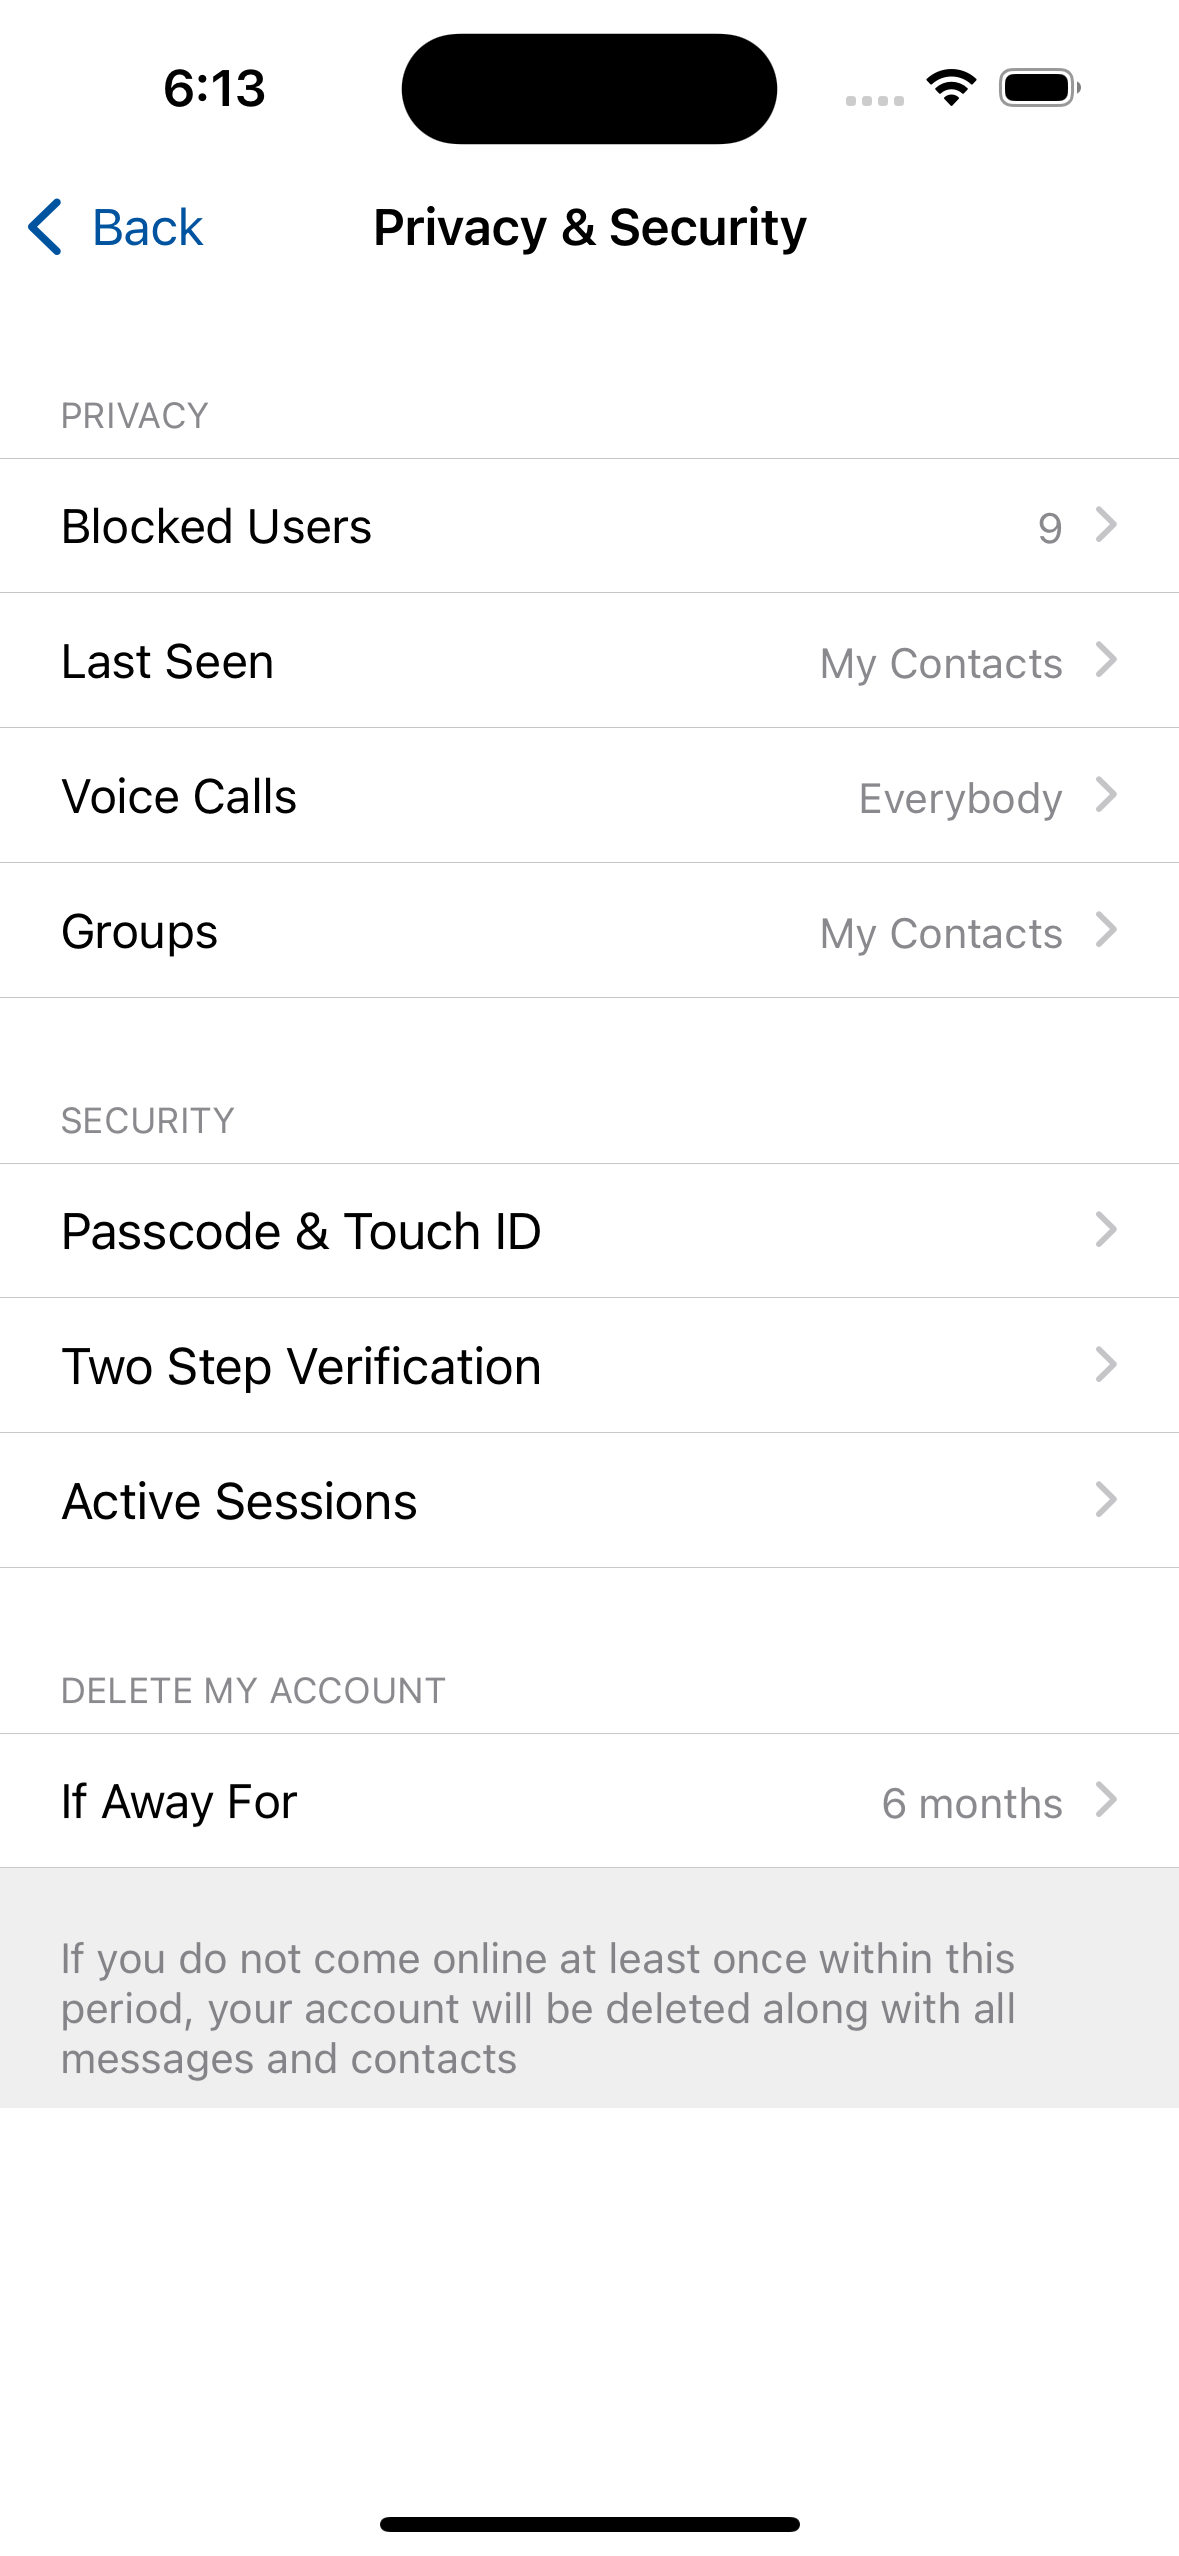 6:13
Back
Privacy & Security
PRIVACY
Blocked Users 9
Last Seen My Contacts
Voice Calls Everybody
Groups My Contacts
SECURITY
Passcode & Touch ID
Two Step Verification
Active Sessions
DELETE MY ACCOUNT
If Away For 6 months
If you do not come online at least once within this
period, your account will be deleted along with all
messages and contacts